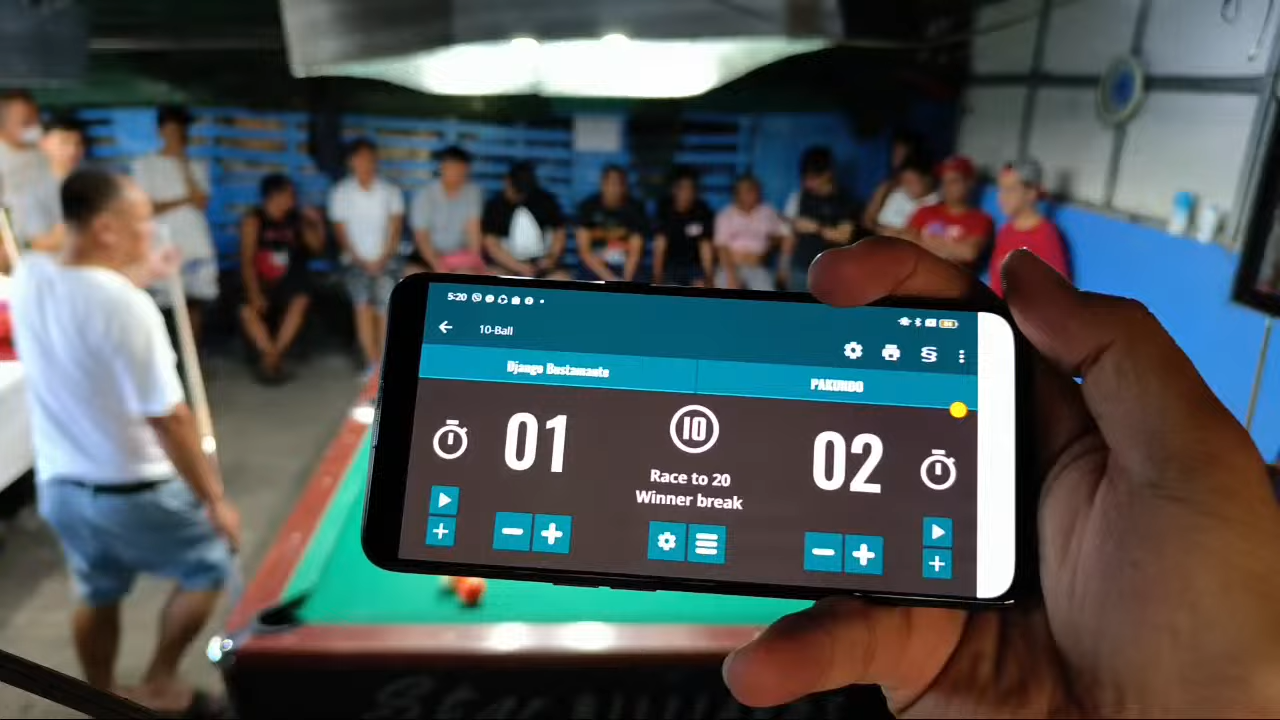 5:20
10-Ball
Django Bustamante
PAKUNDO
01
10
02
Race to 20
Winner break